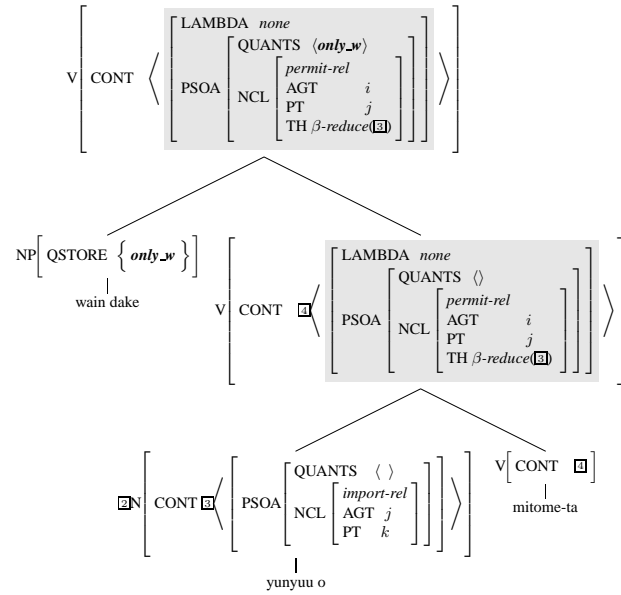 LAMBDA none
QUANTS ⟨only_w⟩
permit-rel
V CONT PSOA NCL AGT i
PT j
TH β-reduce(3)
NP QSTORE { only_w }
wain dake
LAMBDA none
QUANTS ⟨⟩
permit-rel
V CONT 4 PSOA NCL AGT i
PT j
TH β-reduce(3)
QUANTS ⟨ ⟩
import-rel
2N CONT 3 PSOA NCL AGT j
PT k
yunyuu o
V CONT 4
mitome-ta